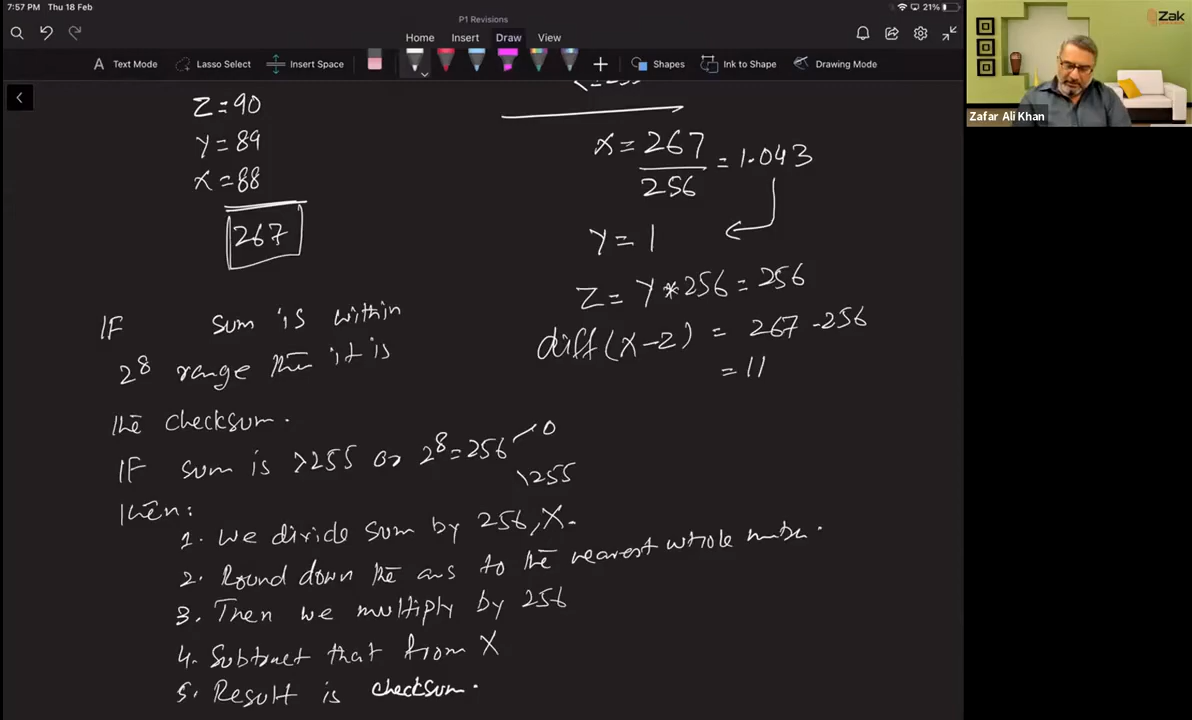 7:57 PM Thu 18 Feb
21%
P1 Revisions
Home Insert Draw View
Text Mode Lasso Select Insert Space Shapes Ink to Shape Drawing Mode
Zak
Zafar Ali Khan
Z = 90
Y = 89
X = 88
267
IF sum is within
2^8 range then it is
the checksum.
IF sum is >255 or 2^8 = 256 0
255
then:
1. We divide sum by 256, X.
2. Round down the ans to the nearest whole number.
3. Then we multiply by 256
4. Subtract that from X
5. Result is checksum.
X = 267/256 = 1.043
Y = 1
Z = Y * 256 = 256
diff (X-Z) = 267 - 256
= 11